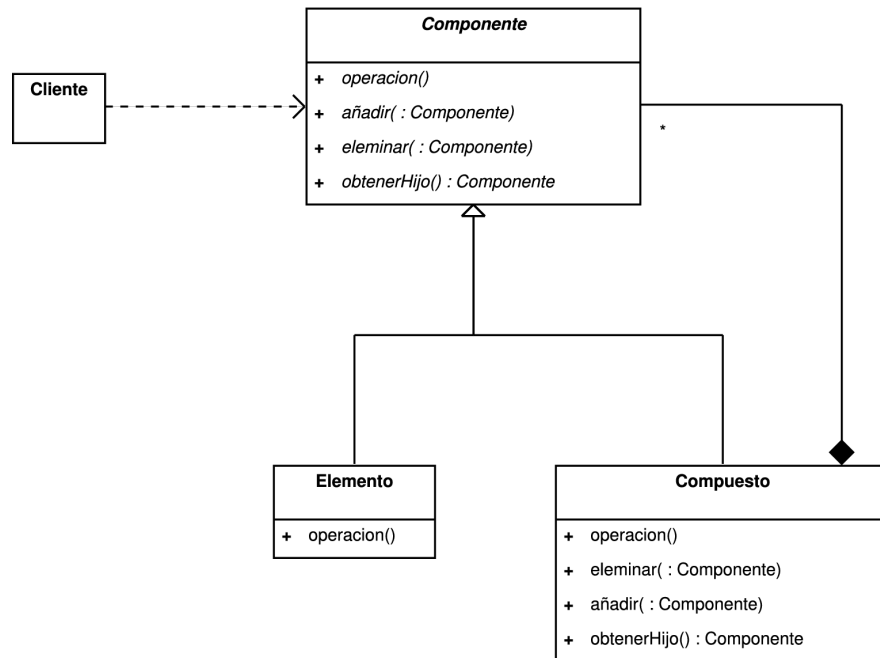 Componente
+ operacion()
+ añadir( : Componente)
+ eleminar( : Componente)
+ obtenerHijo() : Componente
Cliente
*
Elemento
+ operacion()
Compuesto
+ operacion()
+ eleminar( : Componente)
+ añadir( : Componente)
+ obtenerHijo() : Componente